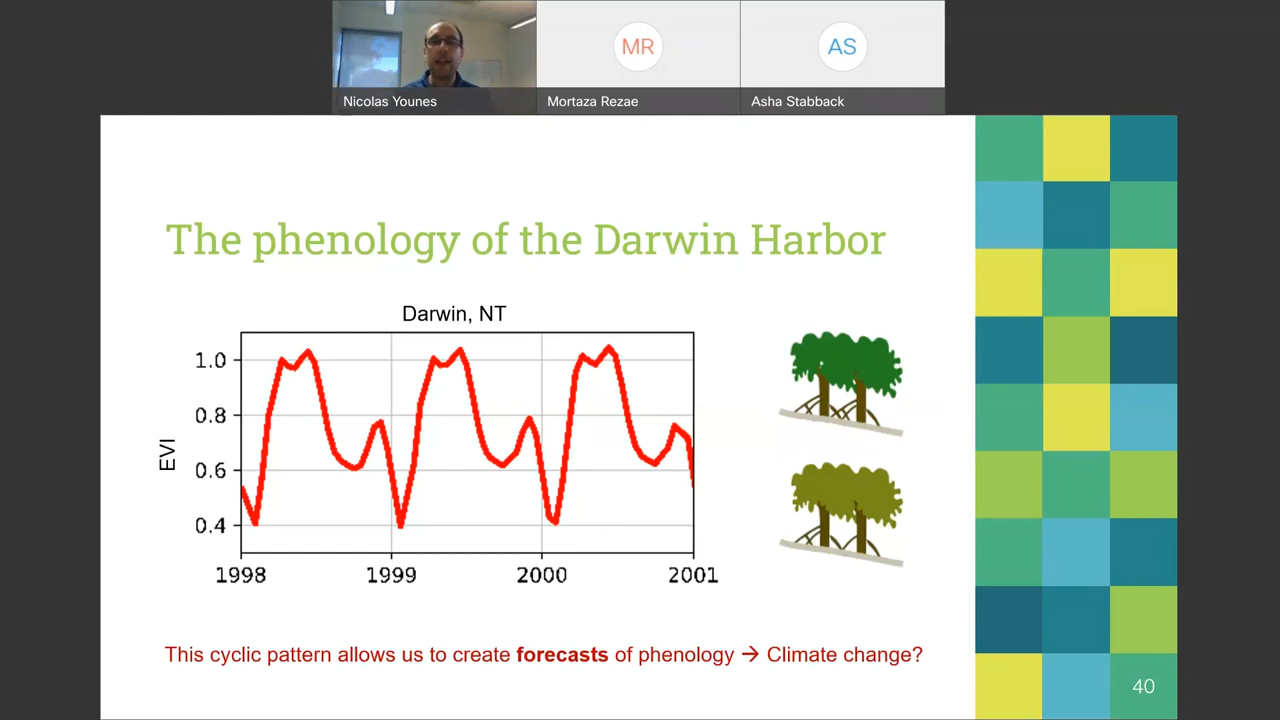 MR
AS
Nicolas Younes
Mortaza Rezae
Asha Stabback
The phenology of the Darwin Harbor
Darwin, NT
1.0
0.8
EVI
0.6
0.4
1998 1999 2000 2001
This cyclic pattern allows us to create forecasts of phenology → Climate change?
40